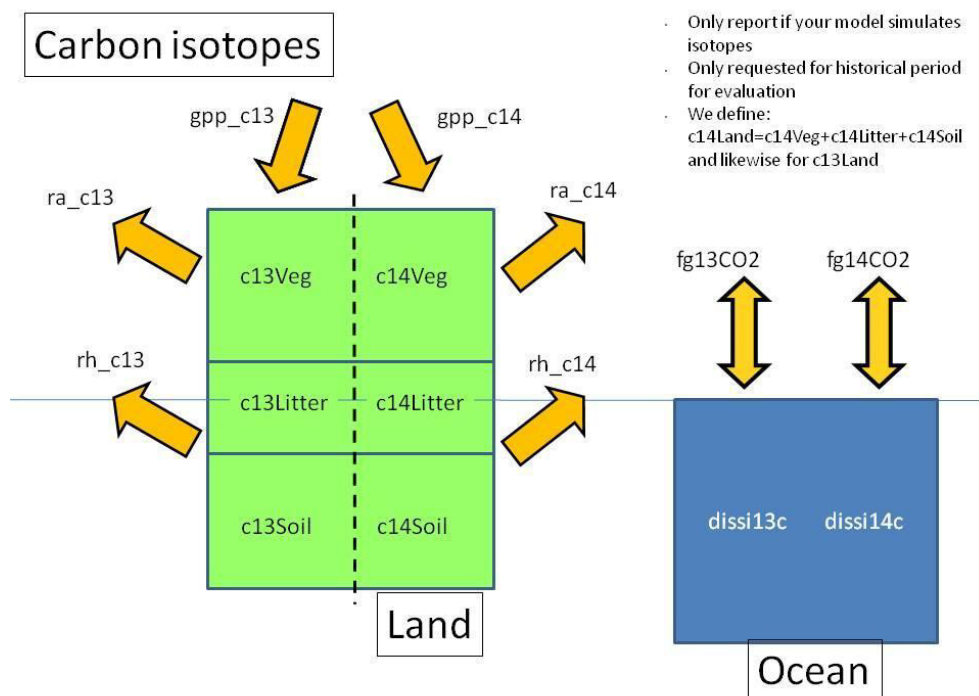 Carbon isotopes
· Only report if your model simulates
isotopes
· Only requested for historical period
for evaluation
· We define:
c14Land=c14Veg+c14Litter+c14Soil
and likewise for c13Land
gpp_c13
gpp_c14
ra_c13
ra_c14
c13Veg
c14Veg
fg13CO2
fg14CO2
rh_c13
rh_c14
c13Litter
c14Litter
c13Soil
c14Soil
dissi13c
dissi14c
Land
Ocean